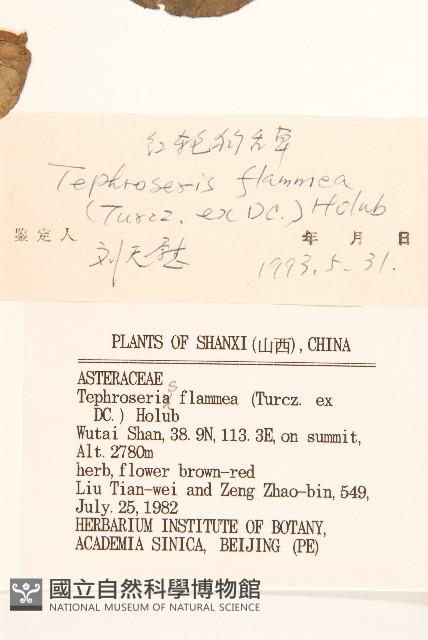 红轮狗舌草
Tephroseris flammea
(Turcz. ex DC.) Holub
鉴定人 刘天慰 年 月 日
1993.5.31.
PLANTS OF SHANXI(山西), CHINA
ASTERACEAE
Tephroseria s flammea (Turcz. ex
DC.) Holub
Wutai Shan, 38.9N, 113.3E, on summit,
Alt. 2780m
herb, flower brown-red
Liu Tian-wei and Zeng Zhao-bin, 549,
July. 25, 1982
HERBARIUM INSTITUTE OF BOTANY,
ACADEMIA SINICA, BEIJING (PE)
國立自然科學博物館
NATIONAL MUSEUM OF NATURAL SCIENCE